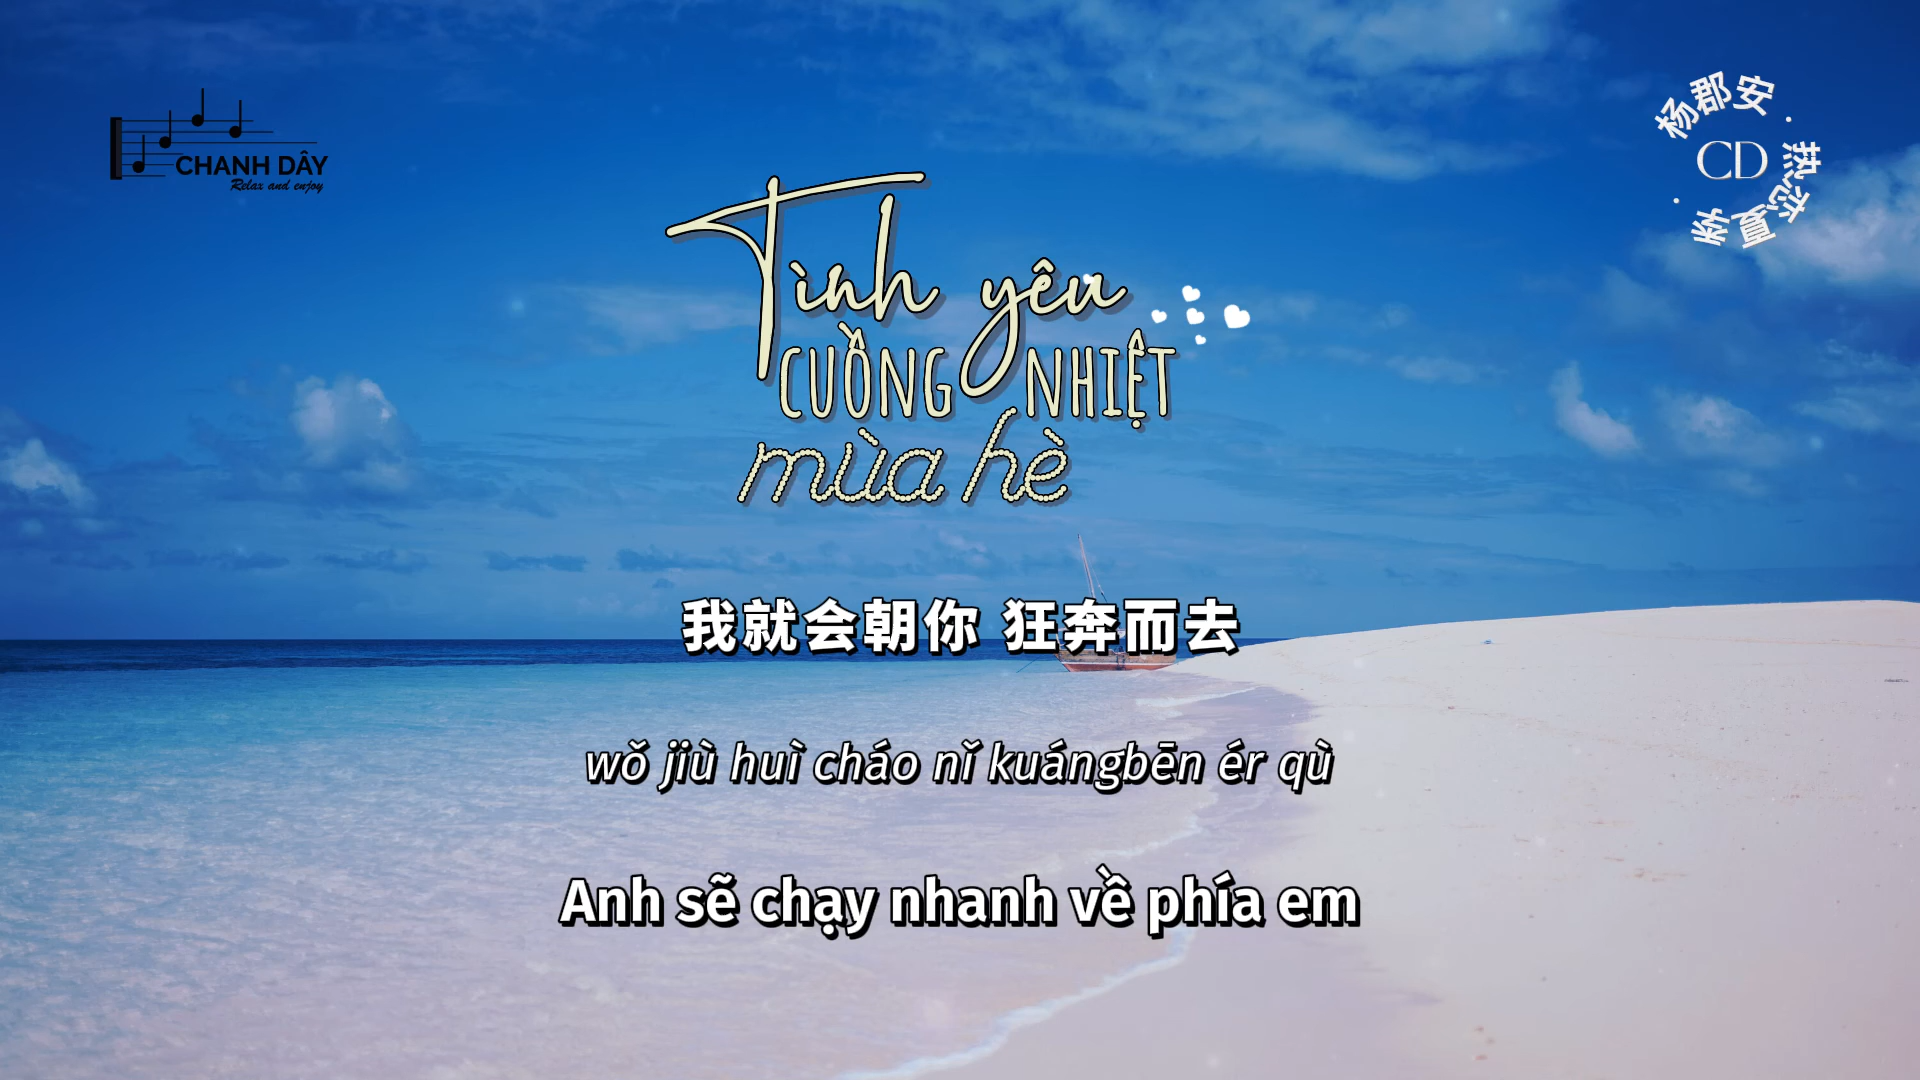 CHANH DÂY
Relax and enjoy
杨郡安 · 热恋夏季 ·
CD
Tình yêu
CUỒNG NHIỆT
mùa hè
我就会朝你 狂奔而去
wǒ jiù huì cháo nǐ kuángbēn ér qù
Anh sẽ chạy nhanh về phía em